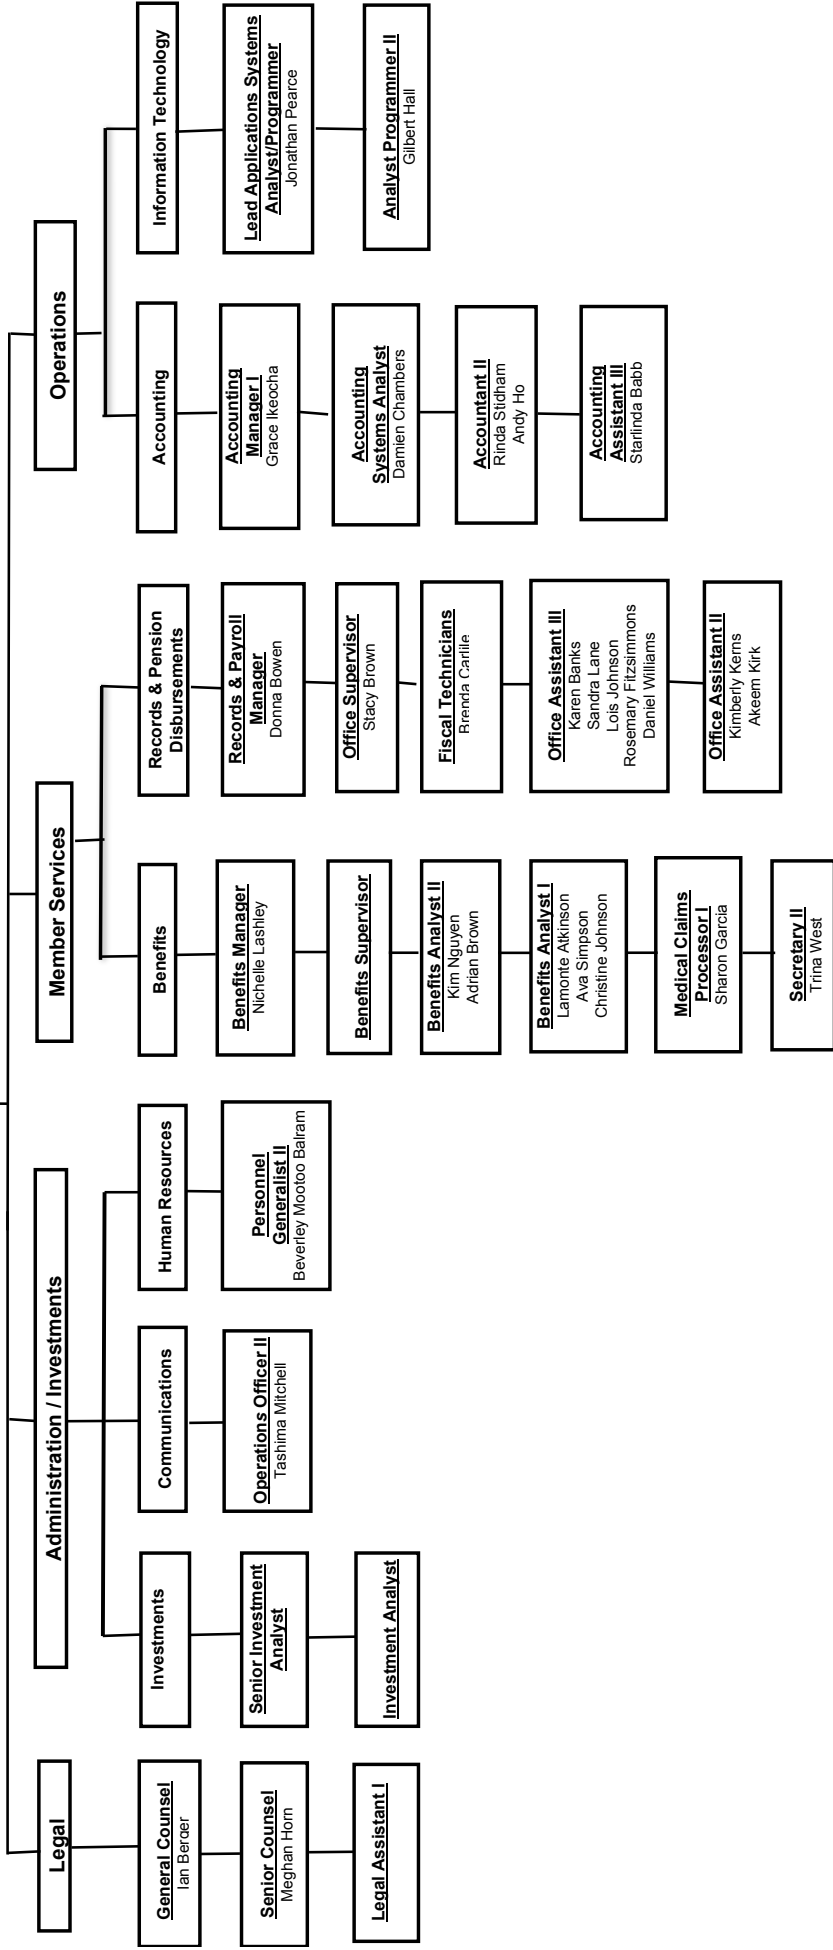 Legal
General Counsel
Ian Berger
Senior Counsel
Meghan Horn
Legal Assistant I
Administration / Investments
Investments
Senior Investment
Analyst
Investment Analyst
Communications
Operations Officer II
Tashima Mitchell
Human Resources
Personnel
Generalist II
Beverley Mootoo Balram
Member Services
Benefits
Benefits Manager
Nichelle Lashley
Benefits Supervisor
Benefits Analyst II
Kim Nguyen
Adrian Brown
Benefits Analyst I
Lamonte Atkinson
Ava Simpson
Christine Johnson
Medical Claims
Processor I
Sharon Garcia
Secretary II
Trina West
Records & Pension
Disbursements
Records & Payroll
Manager
Donna Bowen
Office Supervisor
Stacy Brown
Fiscal Technicians
Brenda Carlile
Office Assistant III
Karen Banks
Sandra Lane
Lois Johnson
Rosemary Fitzsimmons
Daniel Williams
Office Assistant II
Kimberly Kerns
Akeem Kirk
Operations
Accounting
Accounting
Manager I
Grace Ikeocha
Accounting
Systems Analyst
Damien Chambers
Accountant II
Rinda Stidham
Andy Ho
Accounting
Assistant III
Starlinda Babb
Information Technology
Lead Applications Systems
Analyst/Programmer
Jonathan Pearce
Analyst Programmer II
Gilbert Hall